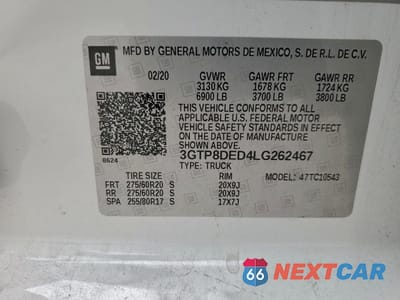 GM
MFD BY GENERAL MOTORS DE MEXICO, S. DE R.L. DE C.V.
02/20 GVWR GAWR FRT GAWR RR
3130 KG 1678 KG 1724 KG
6900 LB 3700 LB 3800 LB
THIS VEHICLE CONFORMS TO ALL
APPLICABLE U.S. FEDERAL MOTOR
VEHICLE SAFETY AND THEFT PREVENTION STANDARDS
IN EFFECT ON THE DATE OF MANUFACTURE SHOWN ABOVE.
3GTP8DED4LG262467
8624
TYPE: TRUCK
TIRE SIZE RIM MODEL: 47TC10543
FRT 275/60R20 S 20X9J
RR 275/60R20 S 20X9J
SPA 255/80R17 S 17X7J
66 NEXTCAR